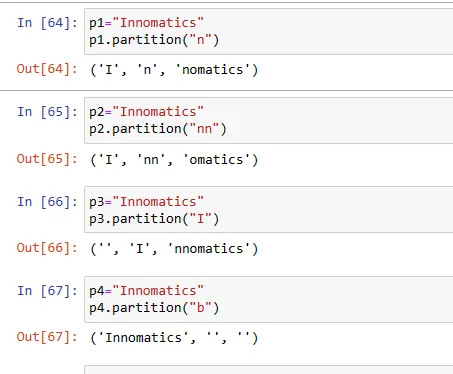 In [64]: p1="Innomatics"
p1.partition("n")
Out[64]: ('I', 'n', 'nomatics')
In [65]: p2="Innomatics"
p2.partition("nn")
Out[65]: ('I', 'nn', 'omatics')
In [66]: p3="Innomatics"
p3.partition("I")
Out[66]: ('', 'I', 'nnomatics')
In [67]: p4="Innomatics"
p4.partition("b")
Out[67]: ('Innomatics', '', '')